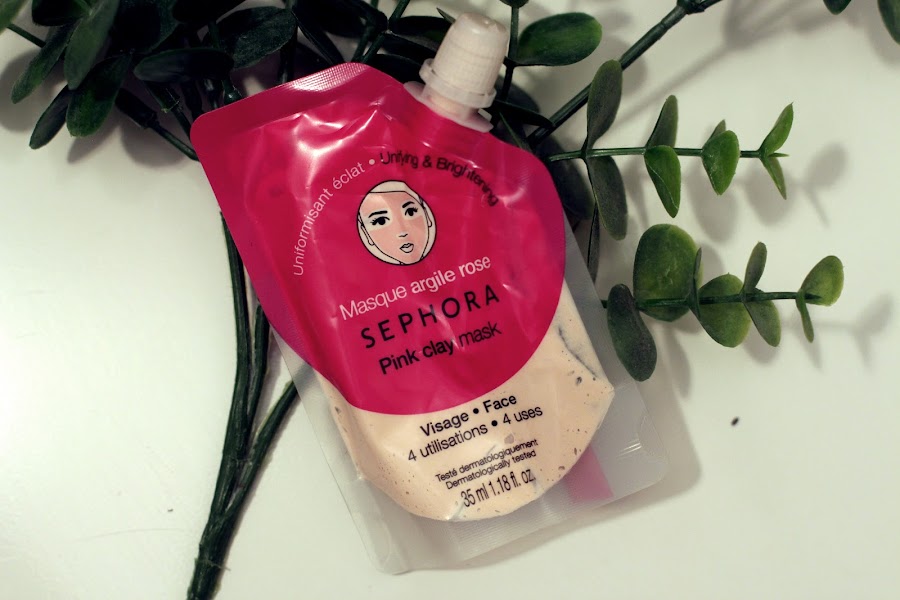 Uniformisant éclat • Unifying & Brightening
Masque argile rose
SEPHORA
Pink clay mask
Visage • Face
4 utilisations • 4 uses
Testé dermatologiquement
Dermatologically tested
35 ml 1.18 fl. oz